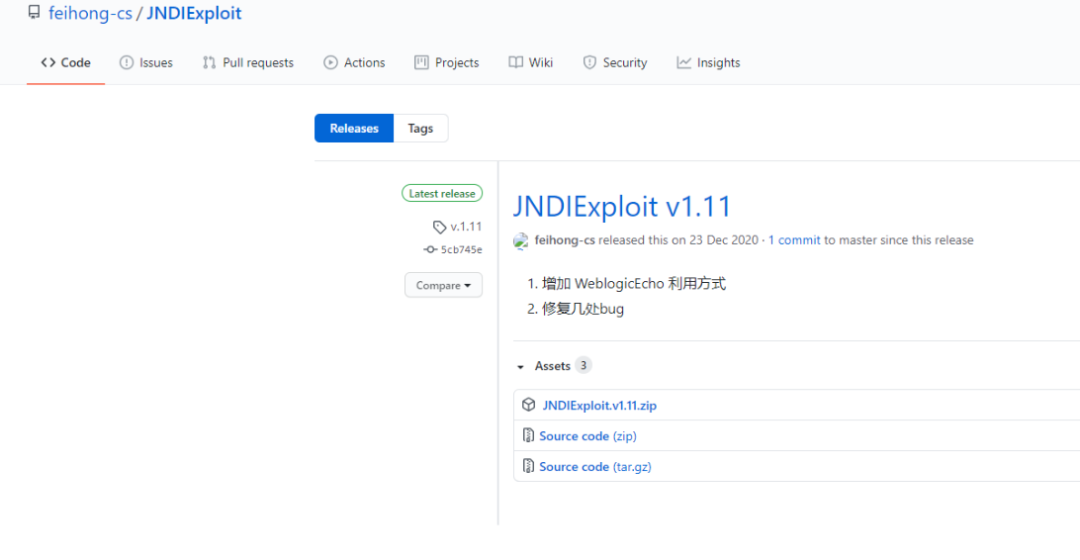 feihong-cs / JNDIExploit
Code Issues Pull requests Actions Projects Wiki Security Insights
Releases Tags
Latest release
v.1.11
5cb745e
Compare
JNDIExploit v1.11
feihong-cs released this on 23 Dec 2020 · 1 commit to master since this release
1. 增加 WeblogicEcho 利用方式
2. 修复几处bug
Assets 3
JNDIExploit.v1.11.zip
Source code (zip)
Source code (tar.gz)